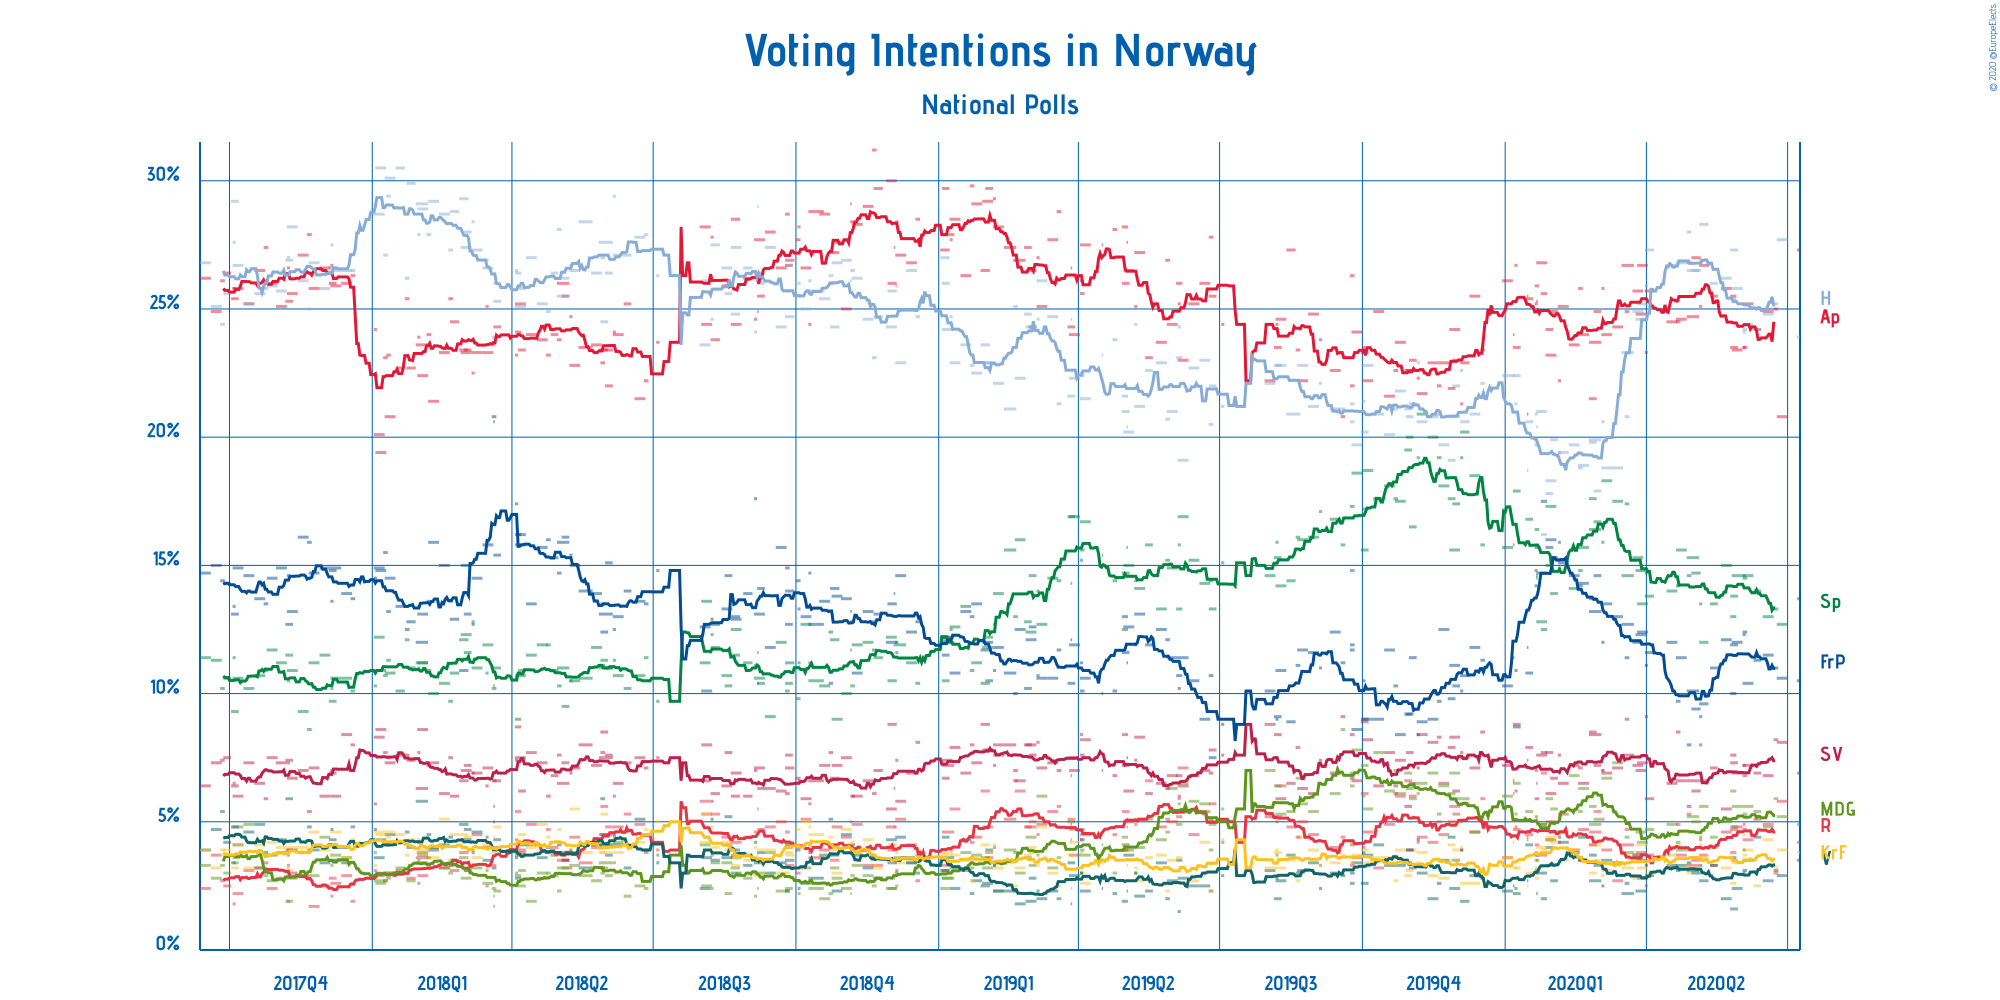 © 2020 @EuropeElects
Voting Intentions in Norway
National Polls
30%
25%
20%
15%
10%
5%
0%
H
Ap
Sp
FrP
SV
MDG
R
KrF
V
2017Q4 2018Q1 2018Q2 2018Q3 2018Q4 2019Q1 2019Q2 2019Q3 2019Q4 2020Q1 2020Q2